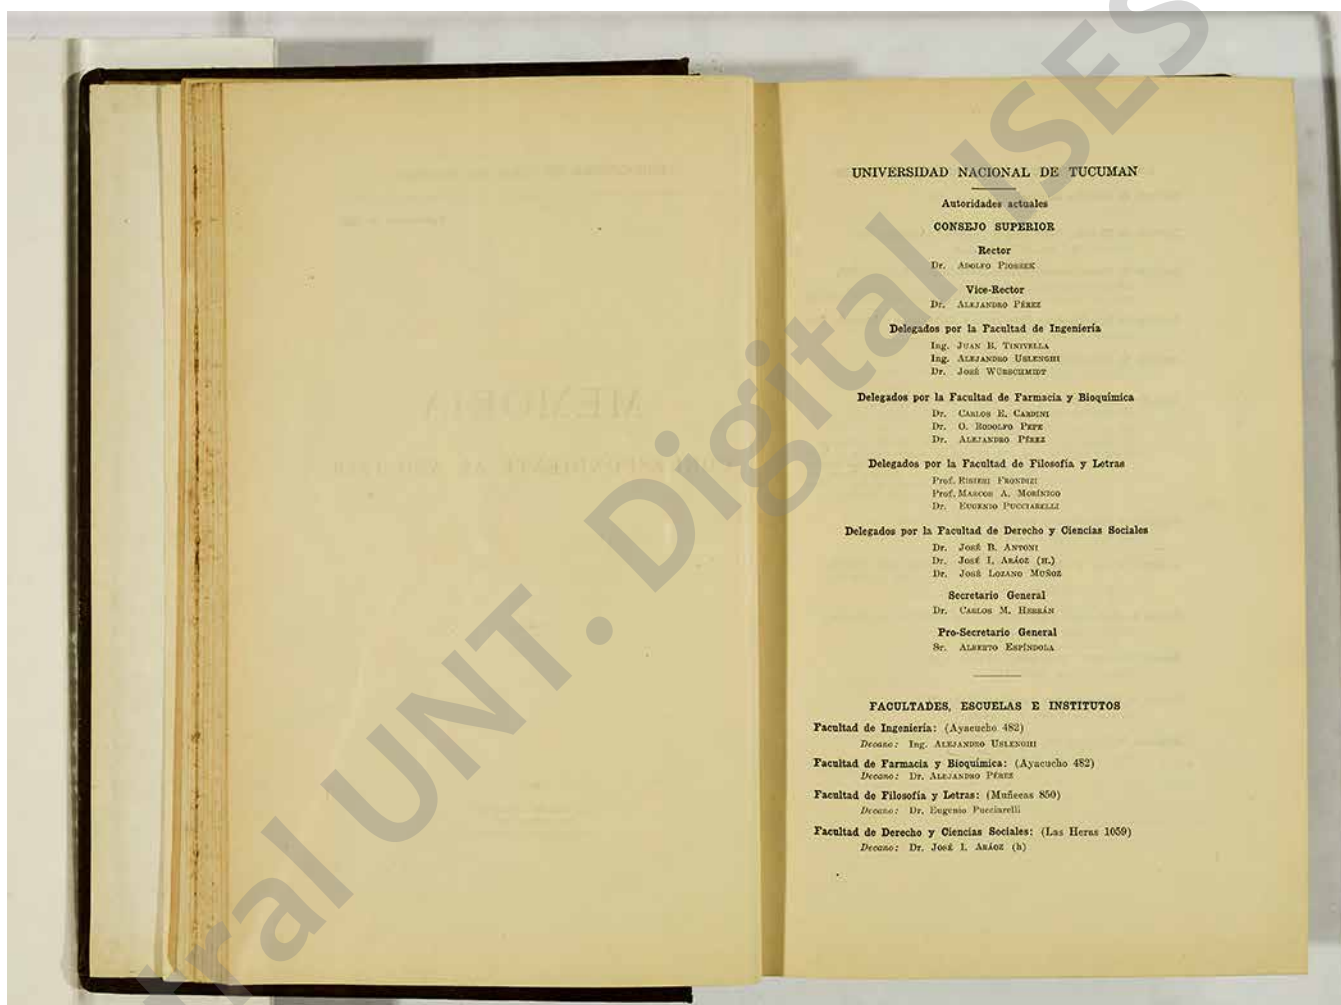 UNIVERSIDAD NACIONAL DE TUCUMAN
Autoridades actuales
CONSEJO SUPERIOR
Rector
Dr. ADOLFO PIOSSEK
Vice-Rector
Dr. ALEJANDRO PÉREZ
Delegados por la Facultad de Ingeniería
Ing. JUAN B. TINIVELLA
Ing. ALEJANDRO USLENGHI
Dr. JOSÉ WÜRSCHMIDT
Delegados por la Facultad de Farmacia y Bioquímica
Dr. CARLOS E. CARDINI
Dr. O. RODOLFO PEPE
Dr. ALEJANDRO PÉREZ
Delegados por la Facultad de Filosofía y Letras
Prof. RISIERI FRONDIZI
Prof. MARCOS A. MORÍNIGO
Dr. EUGENIO PUCCIARELLI
Delegados por la Facultad de Derecho y Ciencias Sociales
Dr. JOSÉ B. ANTONI
Dr. JOSÉ I. ARÁOZ (H.)
Dr. JOSÉ LOZANO MUÑOZ
Secretario General
Dr. CARLOS M. HERRÁN
Pro-Secretario General
Sr. ALBERTO ESPÍNDOLA
FACULTADES, ESCUELAS E INSTITUTOS
Facultad de Ingeniería: (Ayacucho 482)
Decano: Ing. ALEJANDRO USLENGHI
Facultad de Farmacia y Bioquímica: (Ayacucho 482)
Decano: Dr. ALEJANDRO PÉREZ
Facultad de Filosofía y Letras: (Muñecas 850)
Decano: Dr. Eugenio Pucciarelli
Facultad de Derecho y Ciencias Sociales: (Las Heras 1059)
Decano: Dr. JOSÉ I. ARÁOZ (h)
tral UNT. Digital ISES